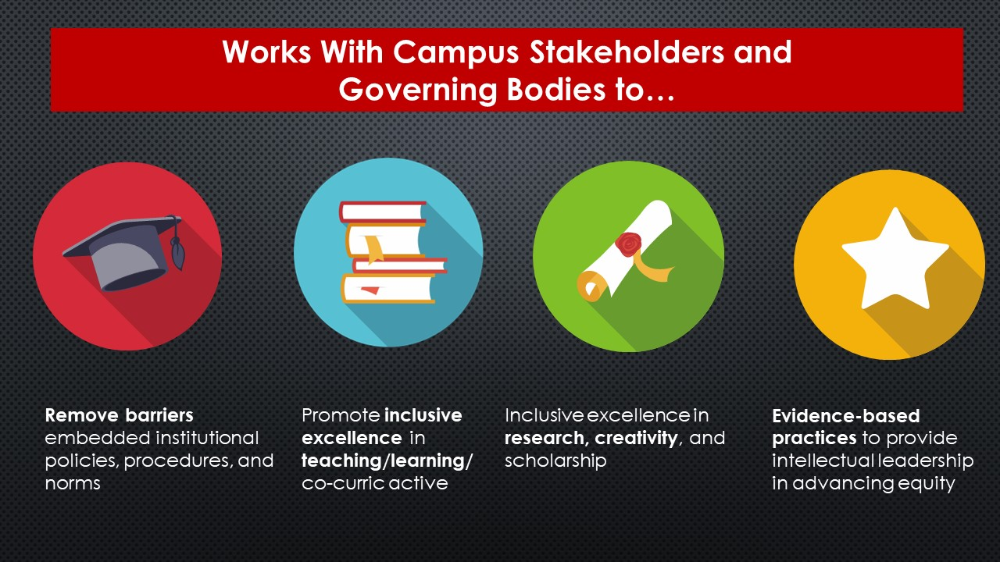 Works With Campus Stakeholders and
Governing Bodies to…
Remove barriers
embedded institutional
policies, procedures, and
norms
Promote inclusive
excellence in
teaching/learning/
co-curric active
Inclusive excellence in
research, creativity, and
scholarship
Evidence-based
practices to provide
intellectual leadership
in advancing equity